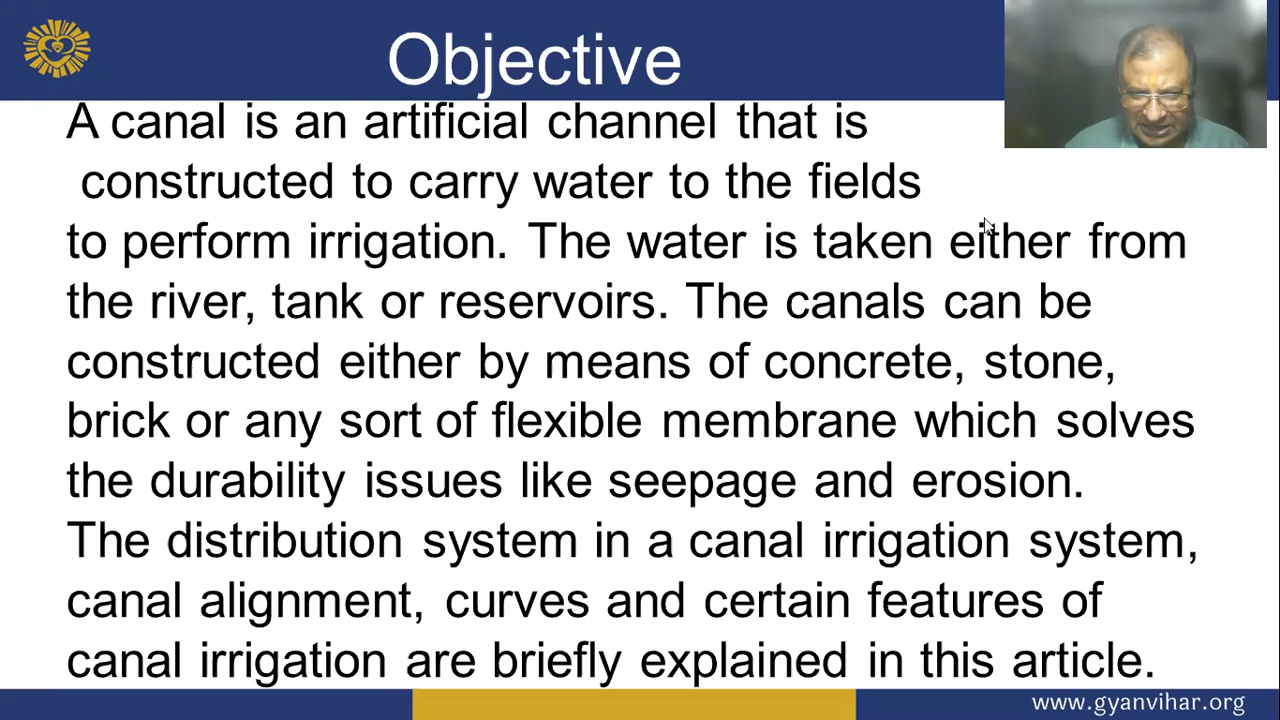 Objective
A canal is an artificial channel that is
constructed to carry water to the fields
to perform irrigation. The water is taken either from
the river, tank or reservoirs. The canals can be
constructed either by means of concrete, stone,
brick or any sort of flexible membrane which solves
the durability issues like seepage and erosion.
The distribution system in a canal irrigation system,
canal alignment, curves and certain features of
canal irrigation are briefly explained in this article.
www.gyanvihar.org